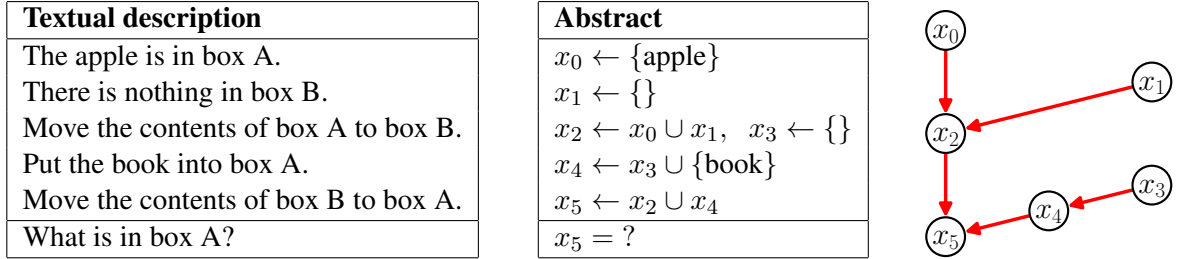 Textual description
The apple is in box A.
There is nothing in box B.
Move the contents of box A to box B.
Put the book into box A.
Move the contents of box B to box A.
What is in box A?
Abstract
x₀ ← {apple}
x₁ ← {}
x₂ ← x₀ ∪ x₁, x₃ ← {}
x₄ ← x₃ ∪ {book}
x₅ ← x₂ ∪ x₄
x₅ = ?
x₀
x₁
x₂
x₃
x₄
x₅